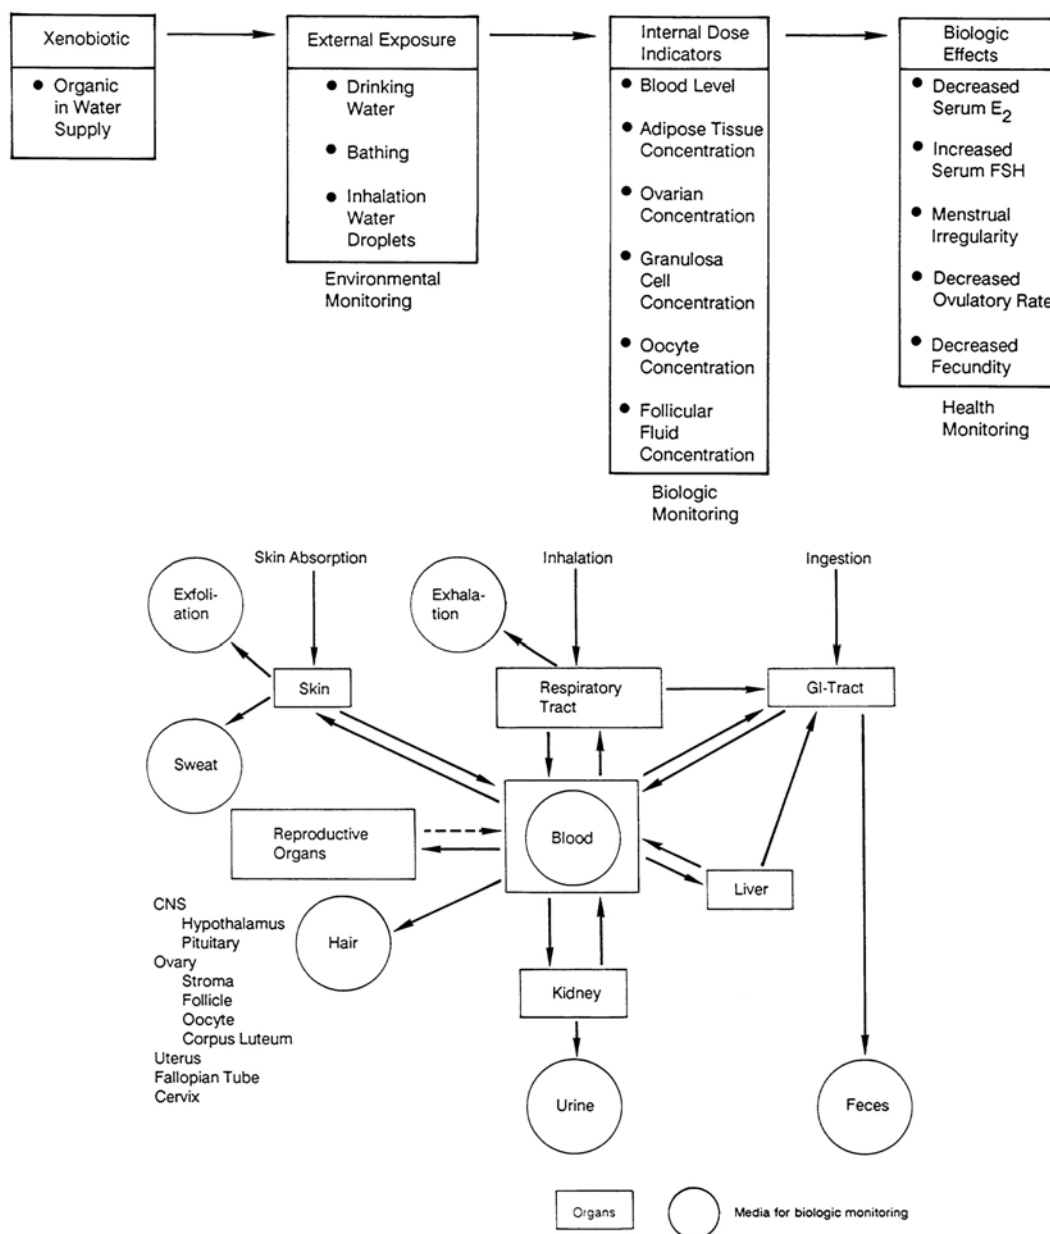 Xenobiotic
● Organic
in Water
Supply
External Exposure
● Drinking
Water
● Bathing
● Inhalation
Water
Droplets
Environmental
Monitoring
Internal Dose
Indicators
● Blood Level
● Adipose Tissue
Concentration
● Ovarian
Concentration
● Granulosa
Cell
Concentration
● Oocyte
Concentration
● Follicular
Fluid
Concentration
Biologic
Monitoring
Biologic
Effects
● Decreased
Serum E2
● Increased
Serum FSH
● Menstrual
Irregularity
● Decreased
Ovulatory Rate
● Decreased
Fecundity
Health
Monitoring
Skin Absorption
Inhalation
Ingestion
Exfoli-
ation
Exhala-
tion
Skin
Respiratory
Tract
GI-Tract
Sweat
Reproductive
Organs
Blood
Liver
CNS
Hypothalamus
Pituitary
Ovary
Stroma
Follicle
Oocyte
Corpus Luteum
Uterus
Fallopian Tube
Cervix
Hair
Kidney
Urine
Feces
Organs
Media for biologic monitoring